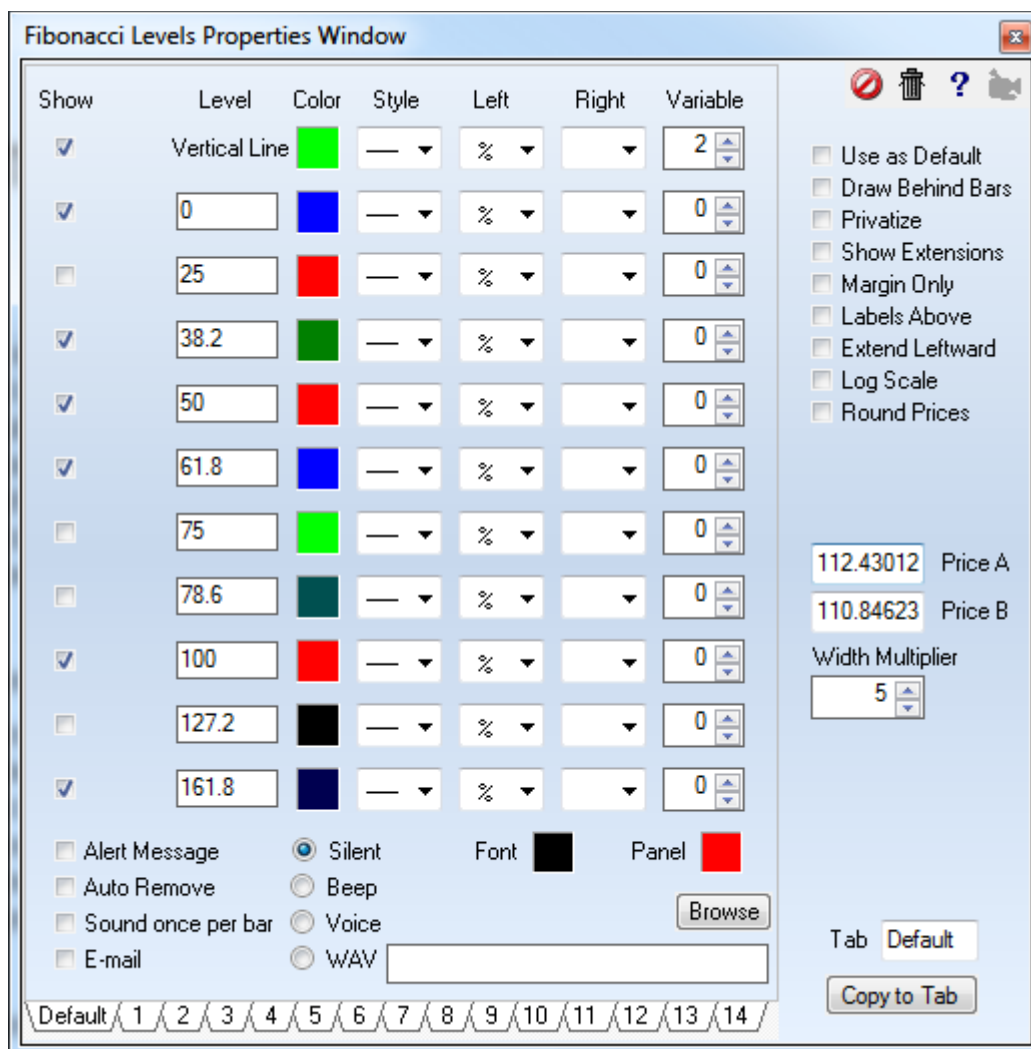 Fibonacci Levels Properties Window
Show Level Color Style Left Right Variable
Vertical Line % 2
0 % 0
25 % 0
38.2 % 0
50 % 0
61.8 % 0
75 % 0
78.6 % 0
100 % 0
127.2 % 0
161.8 % 0
Alert Message Silent Font Panel
Auto Remove Beep
Sound once per bar Voice Browse
E-mail WAV
Default 1 2 3 4 5 6 7 8 9 10 11 12 13 14
?
Use as Default
Draw Behind Bars
Privatize
Show Extensions
Margin Only
Labels Above
Extend Leftward
Log Scale
Round Prices
112.43012 Price A
110.84623 Price B
Width Multiplier
5
Tab Default
Copy to Tab